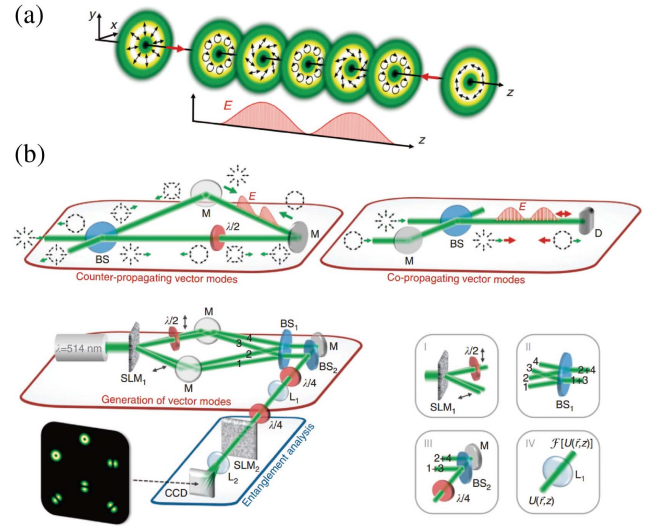 (a)
y
x
z
E
z
(b)
M
E
λ/2
M
BS
Counter-propagating vector modes
E
BS
D
M
Co-propagating vector modes
λ=514 nm
SLM1
λ/2
M
4
3
2
1
M
BS1
M
BS2
λ/4
L1
Generation of vector modes
λ/4
SLM2
L2
CCD
Entanglement analysis
I
λ/2
SLM1
II
4
3
2
1
2+4
1+3
BS1
III
2+4
1+3
M
BS2
λ/4
IV
ℱ[U(r⃗,z)]
L1
U(r⃗,z)